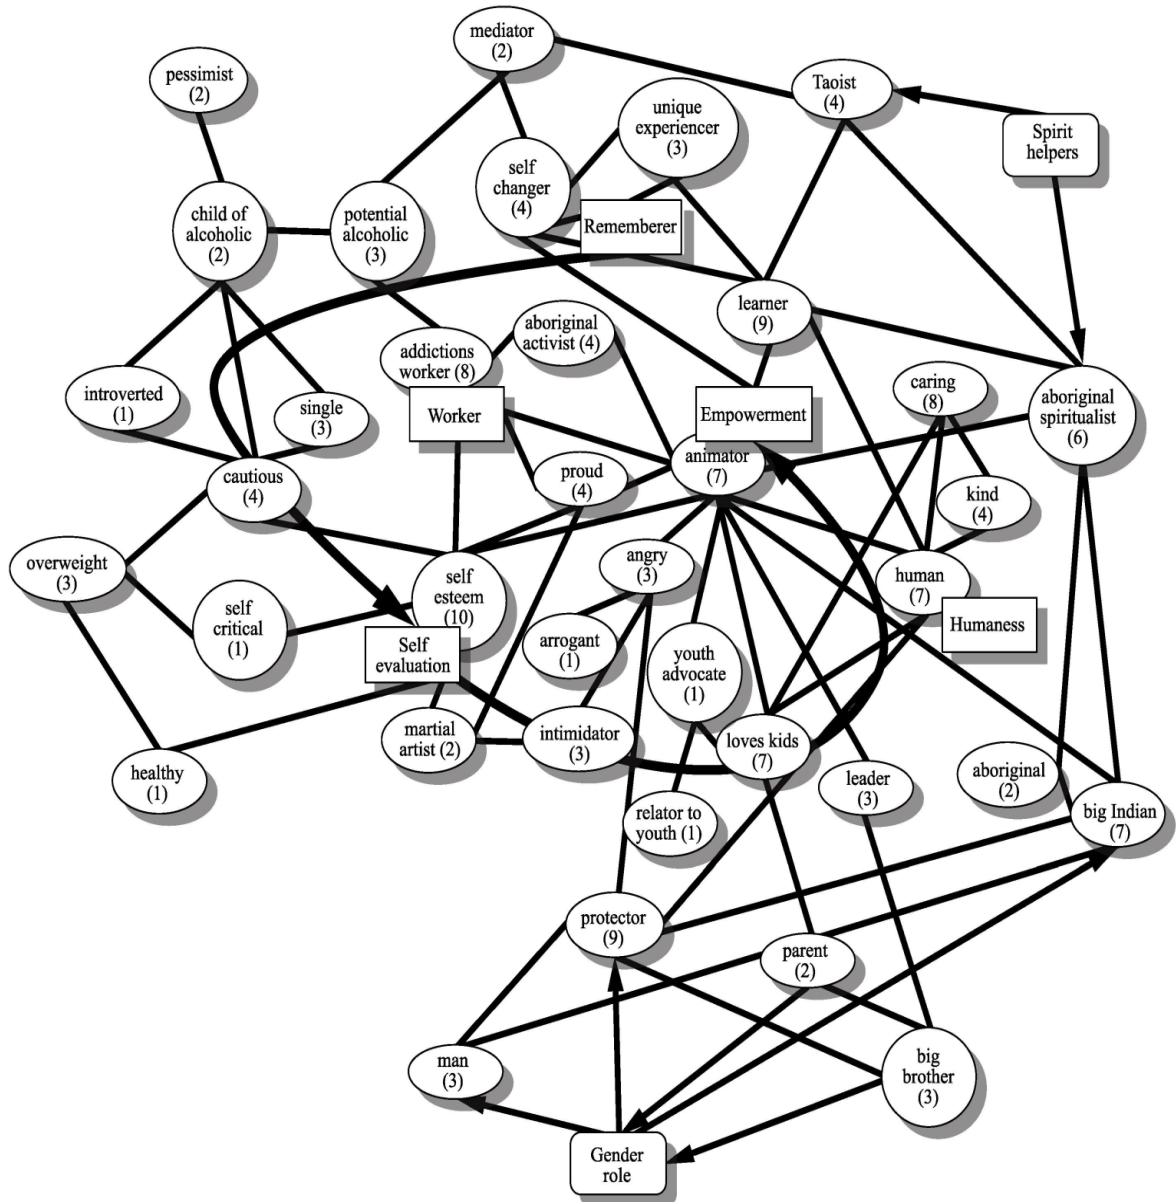 mediator
(2)
pessimist
(2)
Taoist
(4)
unique
experiencer
(3)
Spirit
helpers
self
changer
(4)
child of
alcoholic
(2)
potential
alcoholic
(3)
Rememberer
learner
(9)
aboriginal
activist (4)
addictions
worker (8)
introverted
(1)
single
(3)
Worker
Empowerment
caring
(8)
aboriginal
spiritualist
(6)
cautious
(4)
proud
(4)
animator
(7)
kind
(4)
overweight
(3)
self
critical
(1)
self
esteem
(10)
angry
(3)
human
(7)
Humaness
Self
evaluation
arrogant
(1)
youth
advocate
(1)
martial
artist (2)
intimidator
(3)
loves kids
(7)
healthy
(1)
leader
(3)
aboriginal
(2)
big Indian
(7)
relator to
youth (1)
protector
(9)
parent
(2)
man
(3)
big
brother
(3)
Gender
role